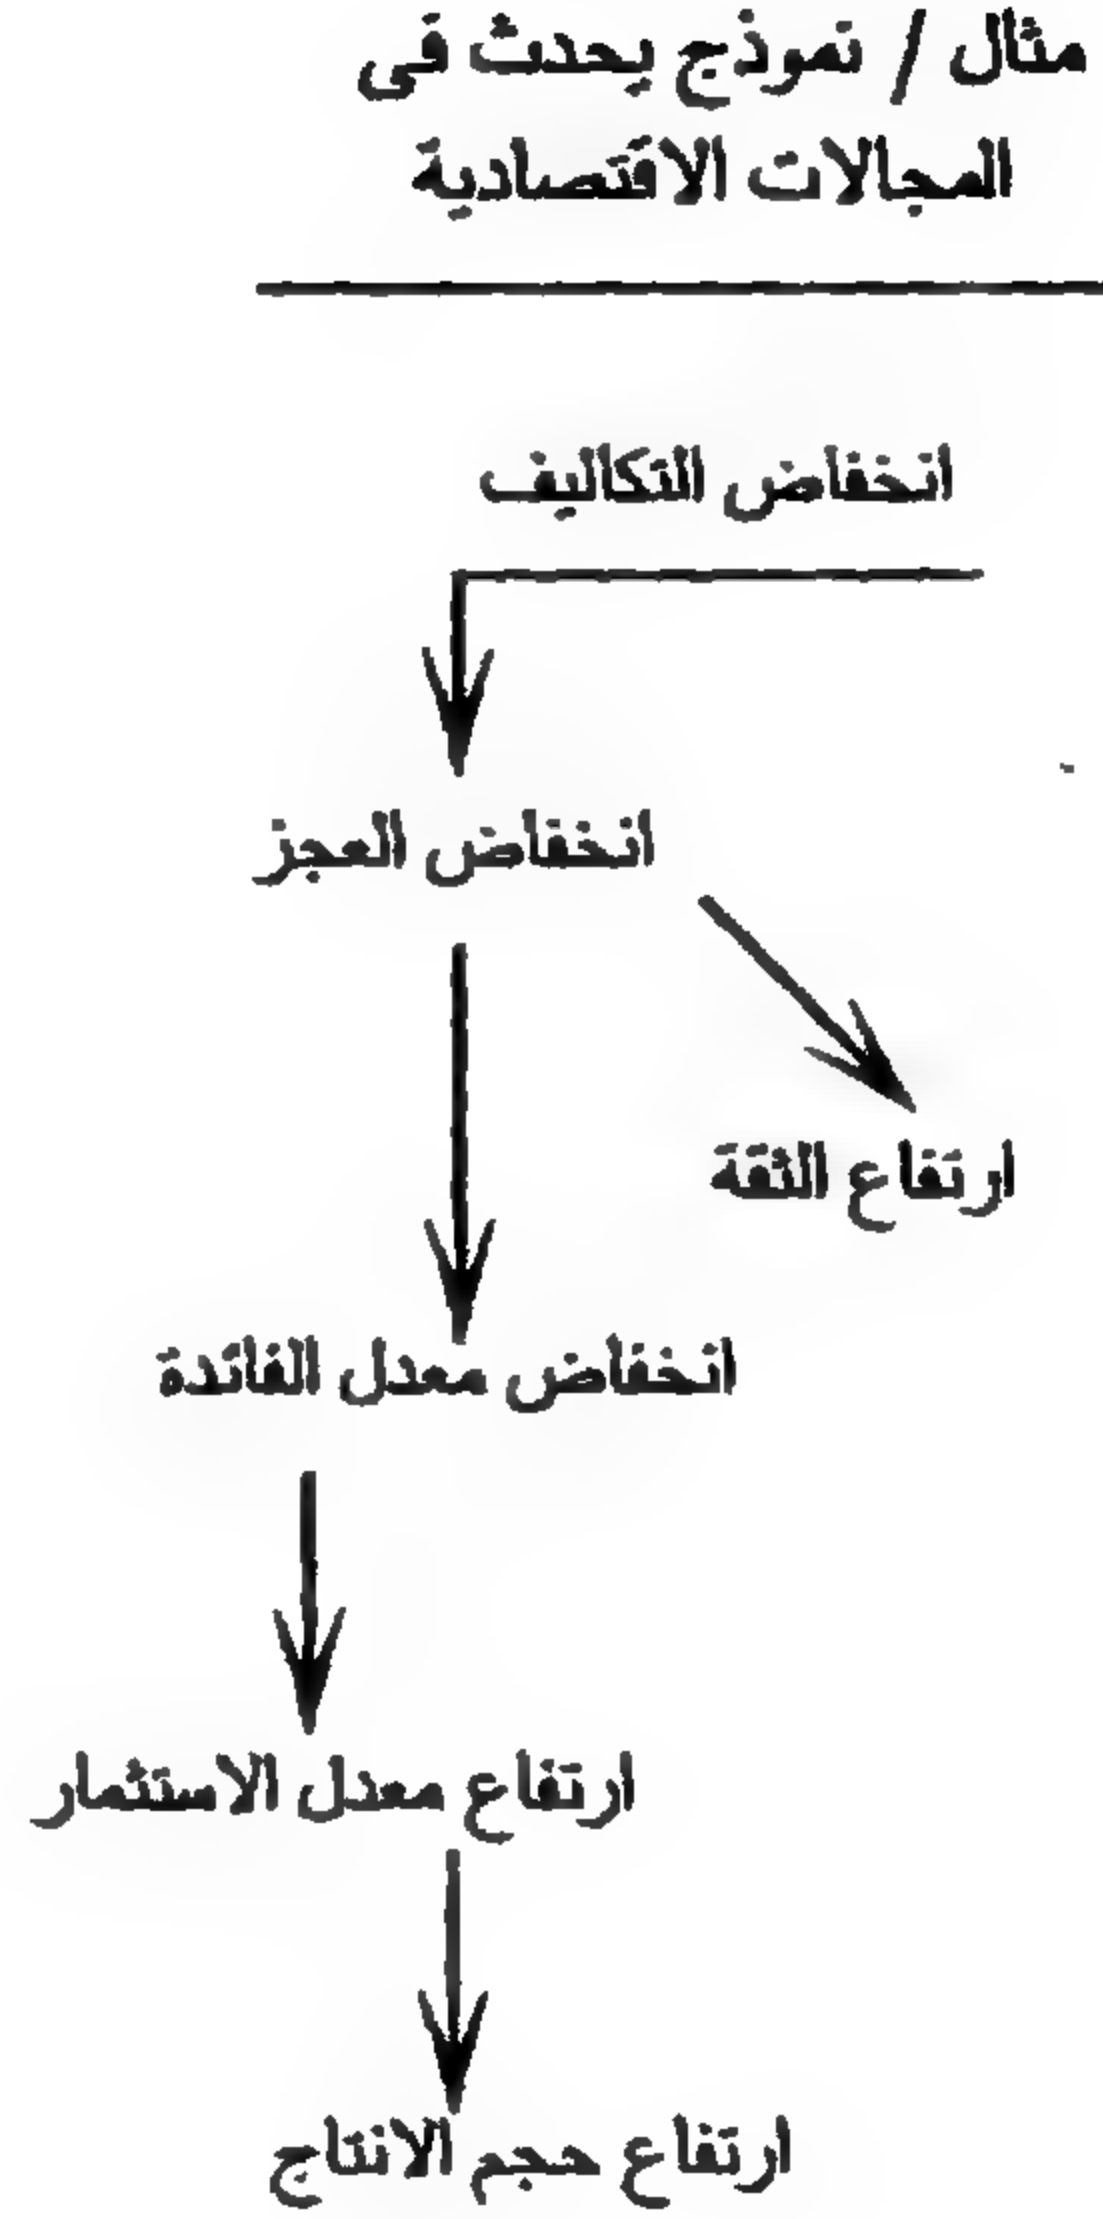 مثال / نموذج يحدث فى
المجالات الاقتصادية
انخفاض التكاليف
انخفاض العجز
ارتفاع الثقة
انخفاض معدل الفائدة
ارتفاع معدل الاستثمار
ارتفاع حجم الانتاج